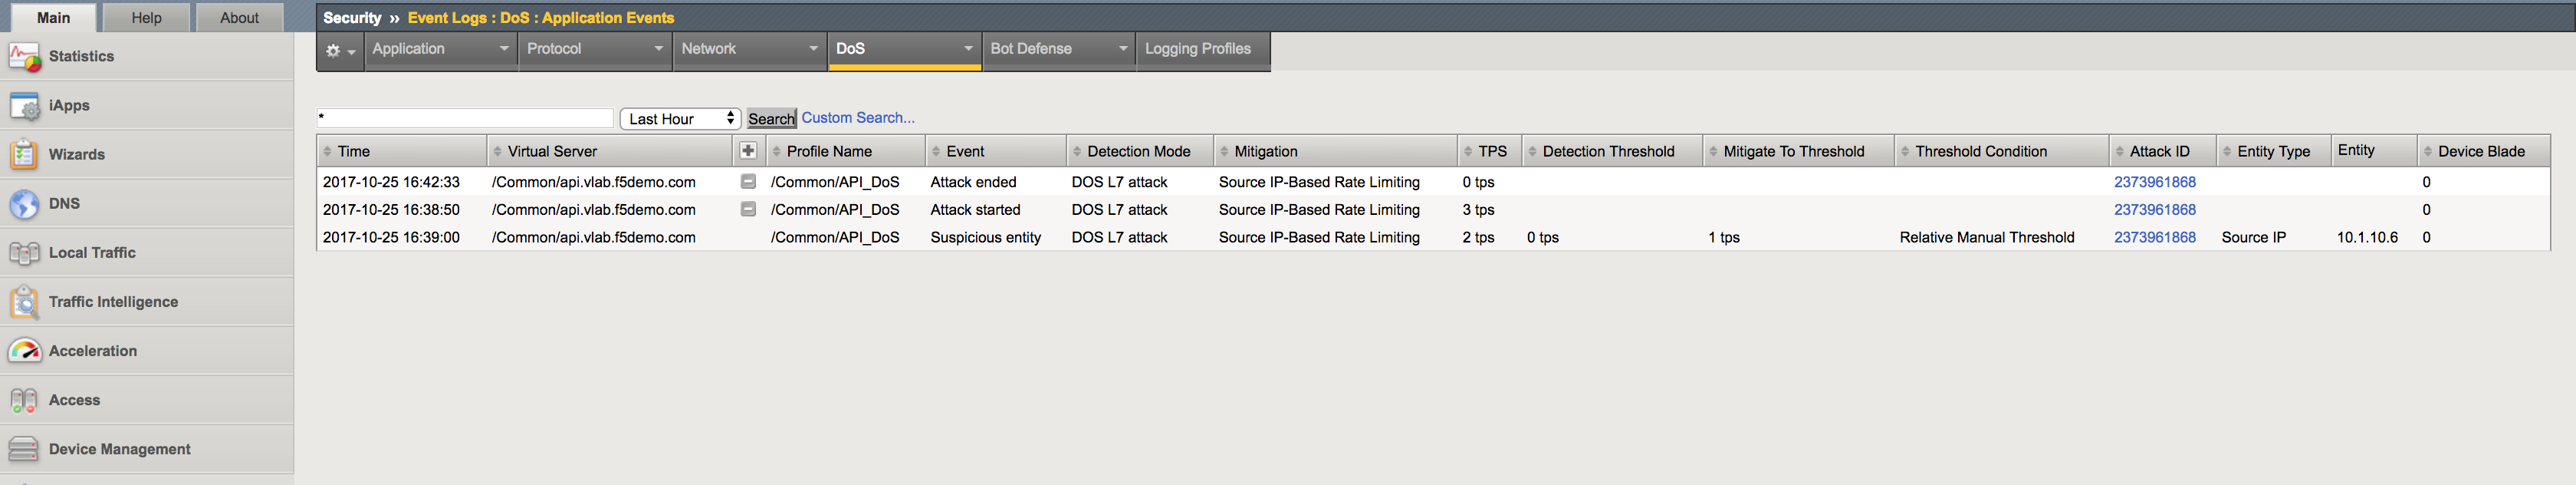 Main Help About
Security » Event Logs : DoS : Application Events
Application Protocol Network DoS Bot Defense Logging Profiles
Statistics
iApps
Wizards
DNS
Local Traffic
Traffic Intelligence
Acceleration
Access
Device Management
* Last Hour Search Custom Search...
Time Virtual Server Profile Name Event Detection Mode Mitigation TPS Detection Threshold Mitigate To Threshold Threshold Condition Attack ID Entity Type Entity Device Blade
2017-10-25 16:42:33 /Common/api.vlab.f5demo.com /Common/API_DoS Attack ended DOS L7 attack Source IP-Based Rate Limiting 0 tps 2373961868 0
2017-10-25 16:38:50 /Common/api.vlab.f5demo.com /Common/API_DoS Attack started DOS L7 attack Source IP-Based Rate Limiting 3 tps 2373961868 0
2017-10-25 16:39:00 /Common/api.vlab.f5demo.com /Common/API_DoS Suspicious entity DOS L7 attack Source IP-Based Rate Limiting 2 tps 0 tps 1 tps Relative Manual Threshold 2373961868 Source IP 10.1.10.6 0